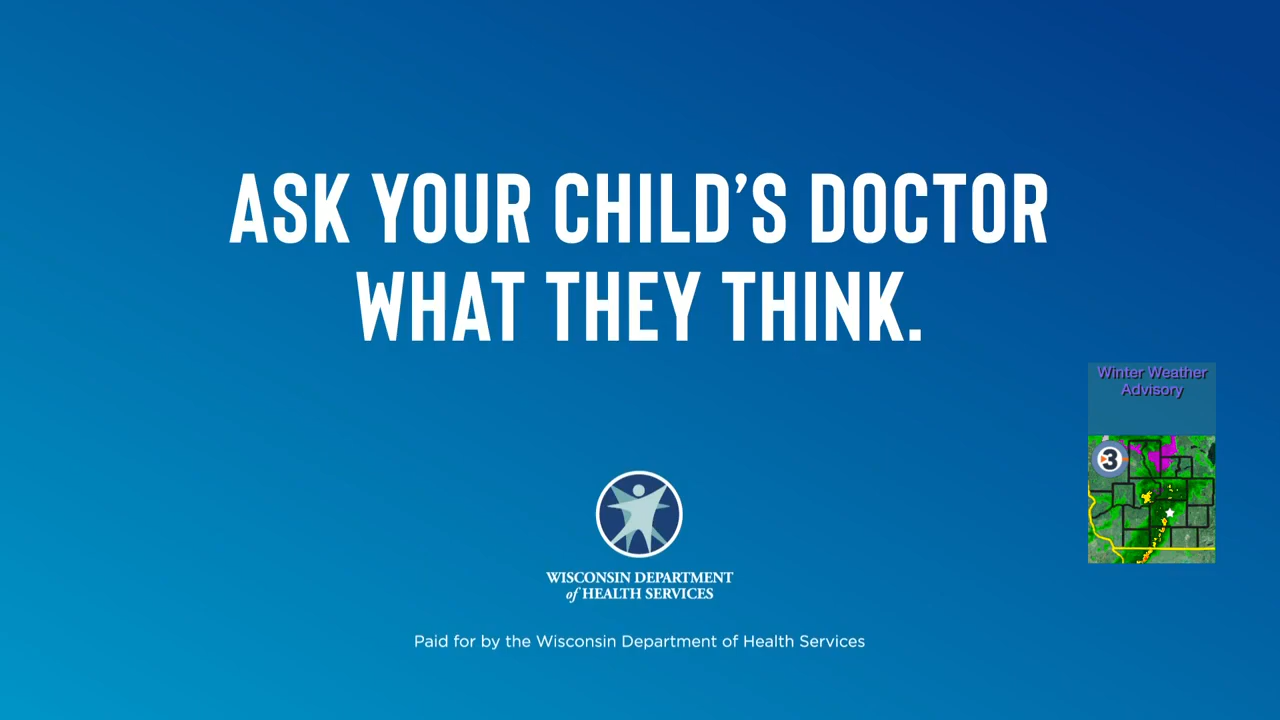 ASK YOUR CHILD'S DOCTOR
WHAT THEY THINK.
Winter Weather
Advisory
3
WISCONSIN DEPARTMENT
of HEALTH SERVICES
Paid for by the Wisconsin Department of Health Services